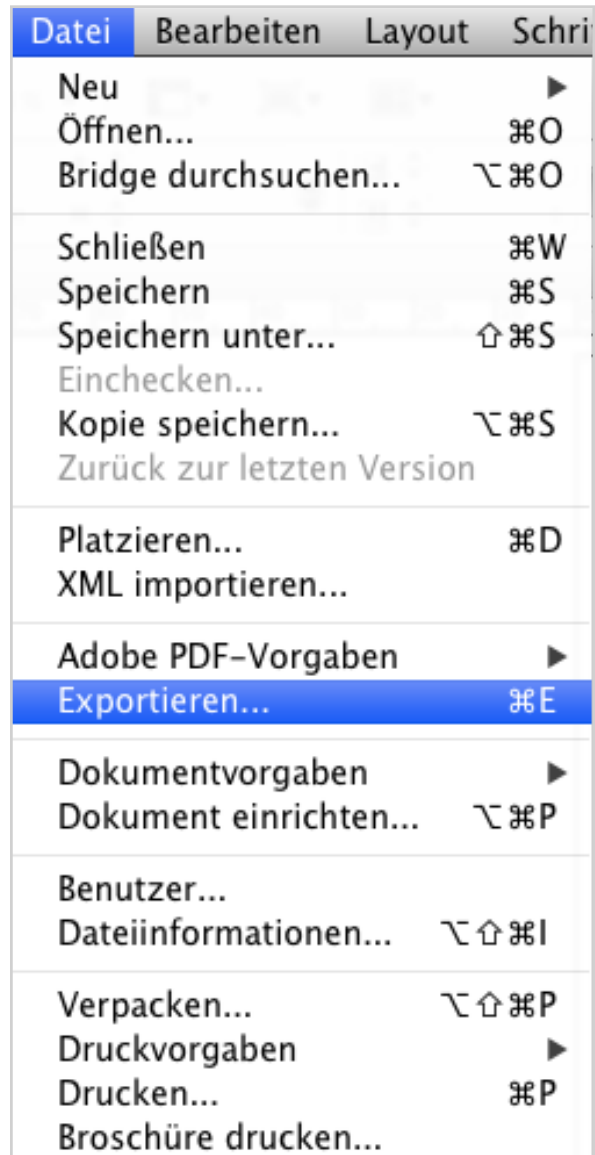 Datei Bearbeiten Layout Schri
Neu ▶
Öffnen... ⌘O
Bridge durchsuchen... ⌥⌘O
Schließen ⌘W
Speichern ⌘S
Speichern unter... ⇧⌘S
Einchecken...
Kopie speichern... ⌥⌘S
Zurück zur letzten Version
Platzieren... ⌘D
XML importieren...
Adobe PDF-Vorgaben ▶
Exportieren... ⌘E
Dokumentvorgaben ▶
Dokument einrichten... ⌥⌘P
Benutzer...
Dateiinformationen... ⌥⇧⌘I
Verpacken... ⌥⇧⌘P
Druckvorgaben ▶
Drucken... ⌘P
Broschüre drucken...